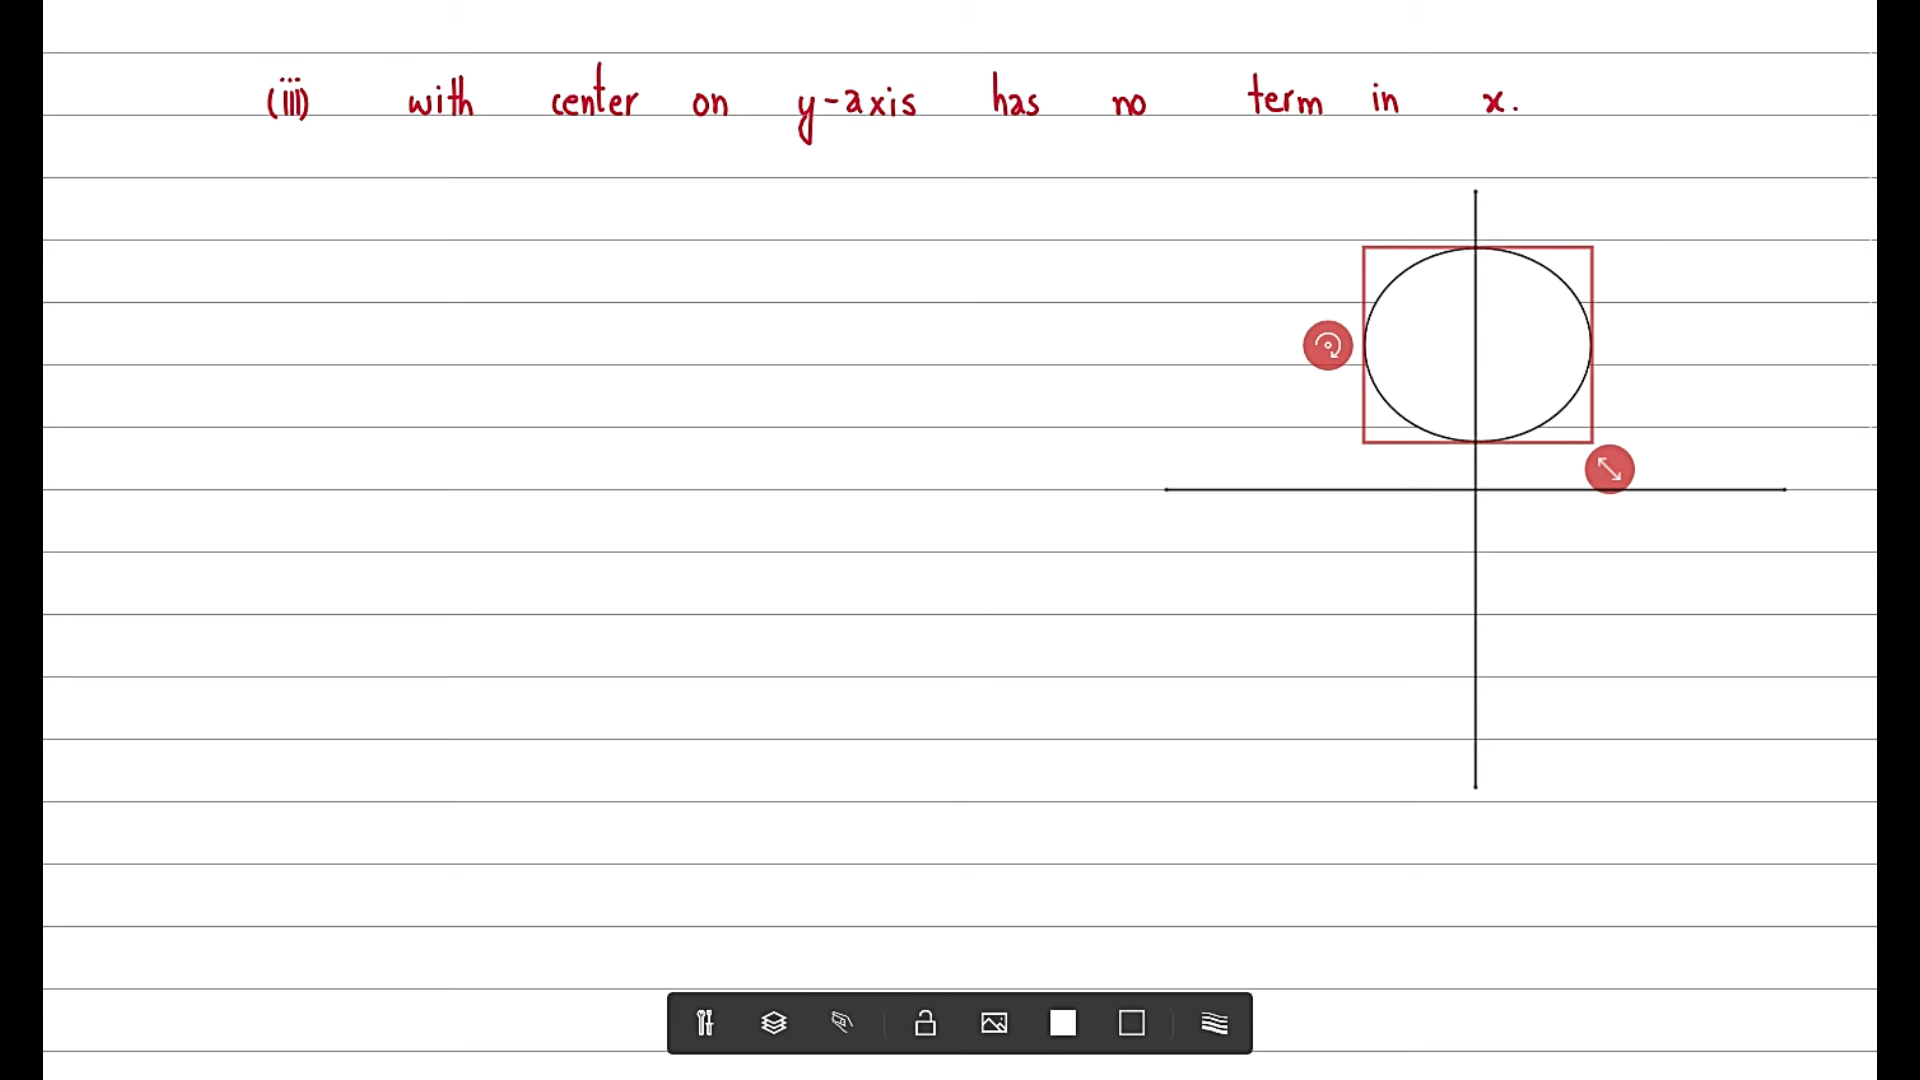 (iii) with center on y-axis has no term in x.